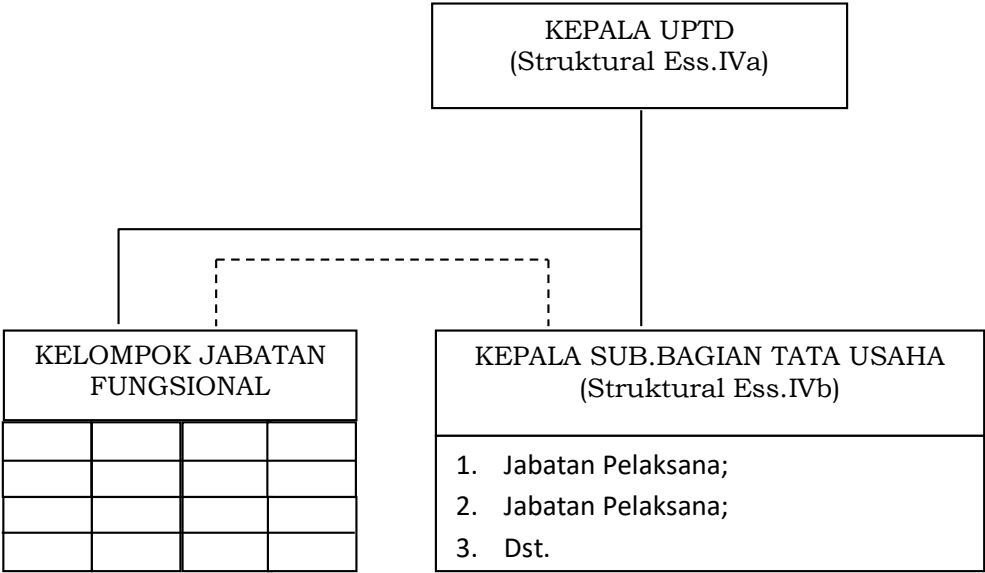 KEPALA UPTD
(Struktural Ess.IVa)
KELOMPOK JABATAN
FUNGSIONAL
KEPALA SUB.BAGIAN TATA USAHA
(Struktural Ess.IVb)
1. Jabatan Pelaksana;
2. Jabatan Pelaksana;
3. Dst.